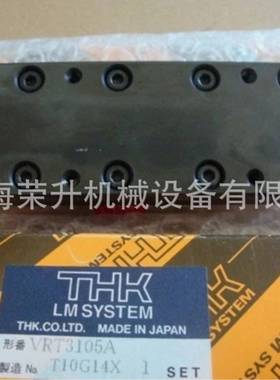 海荣升机械设备有限公
THK
LM SYSTEM
THK.CO.LTD. MADE IN JAPAN
形番 VRT3105A
製造 No. T10G14X 1 SET